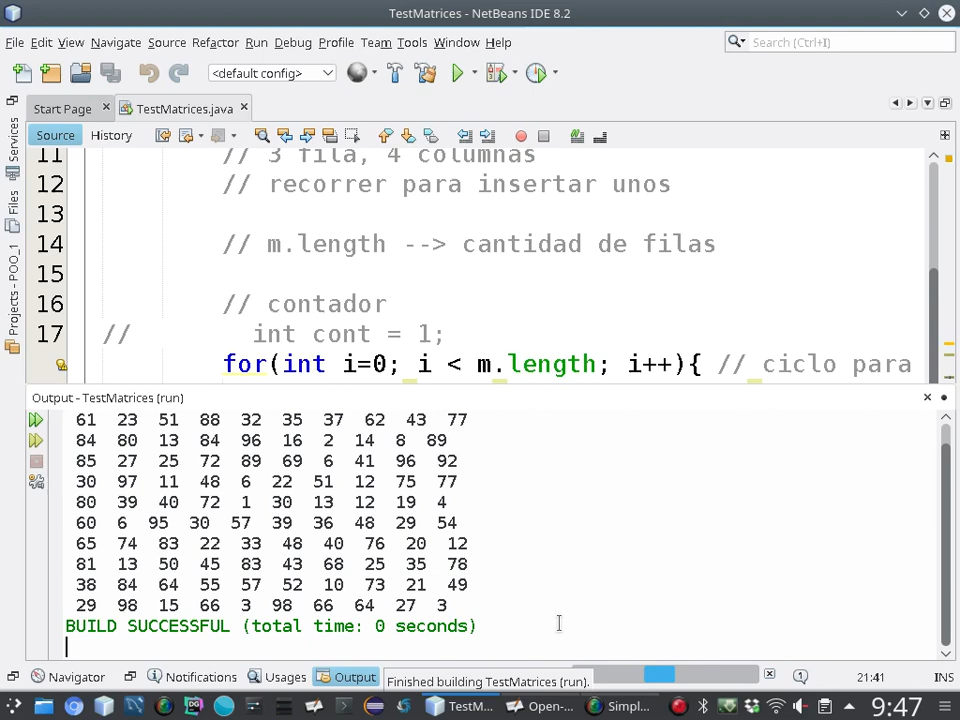 TestMatrices - NetBeans IDE 8.2
File Edit View Navigate Source Refactor Run Debug Profile Team Tools Window Help
Search (Ctrl+I)
<default config>
Start Page TestMatrices.java
Source History
Services
Files
Projects - POO_1
11 // 3 fila, 4 columnas
12 // recorrer para insertar unos
13
14 // m.length --> cantidad de filas
15
16 // contador
17 // int cont = 1;
for(int i=0; i < m.length; i++){ // ciclo para
Output - TestMatrices (run)
61 23 51 88 32 35 37 62 43 77
84 80 13 84 96 16 2 14 8 89
85 27 25 72 89 69 6 41 96 92
30 97 11 48 6 22 51 12 75 77
80 39 40 72 1 30 13 12 19 4
60 6 95 30 57 39 36 48 29 54
65 74 83 22 33 48 40 76 20 12
81 13 50 45 83 43 68 25 35 78
38 84 64 55 57 52 10 73 21 49
29 98 15 66 3 98 66 64 27 3
BUILD SUCCESSFUL (total time: 0 seconds)
Navigator Notifications Usages Output Finished building TestMatrices (run). 1 21:41 INS
TestM... Open-... Simpl... 9:47